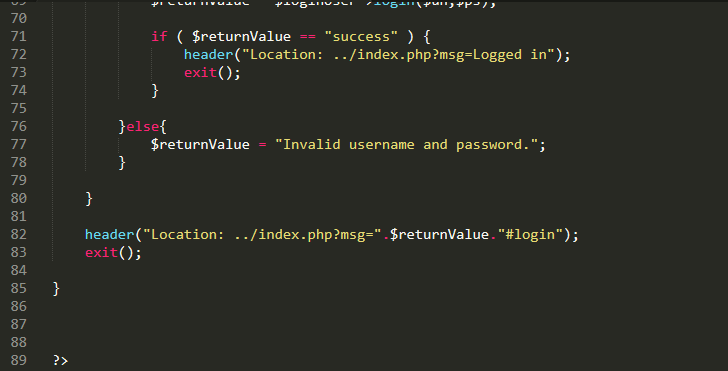 69 $returnValue = $loginUser->login($un,$ps);
70
71 if ( $returnValue == "success" ) {
72 header("Location: ../index.php?msg=Logged in");
73 exit();
74 }
75
76 }else{
77 $returnValue = "Invalid username and password.";
78 }
79
80 }
81
82 header("Location: ../index.php?msg=".$returnValue."#login");
83 exit();
84
85 }
86
87
88
89 ?>